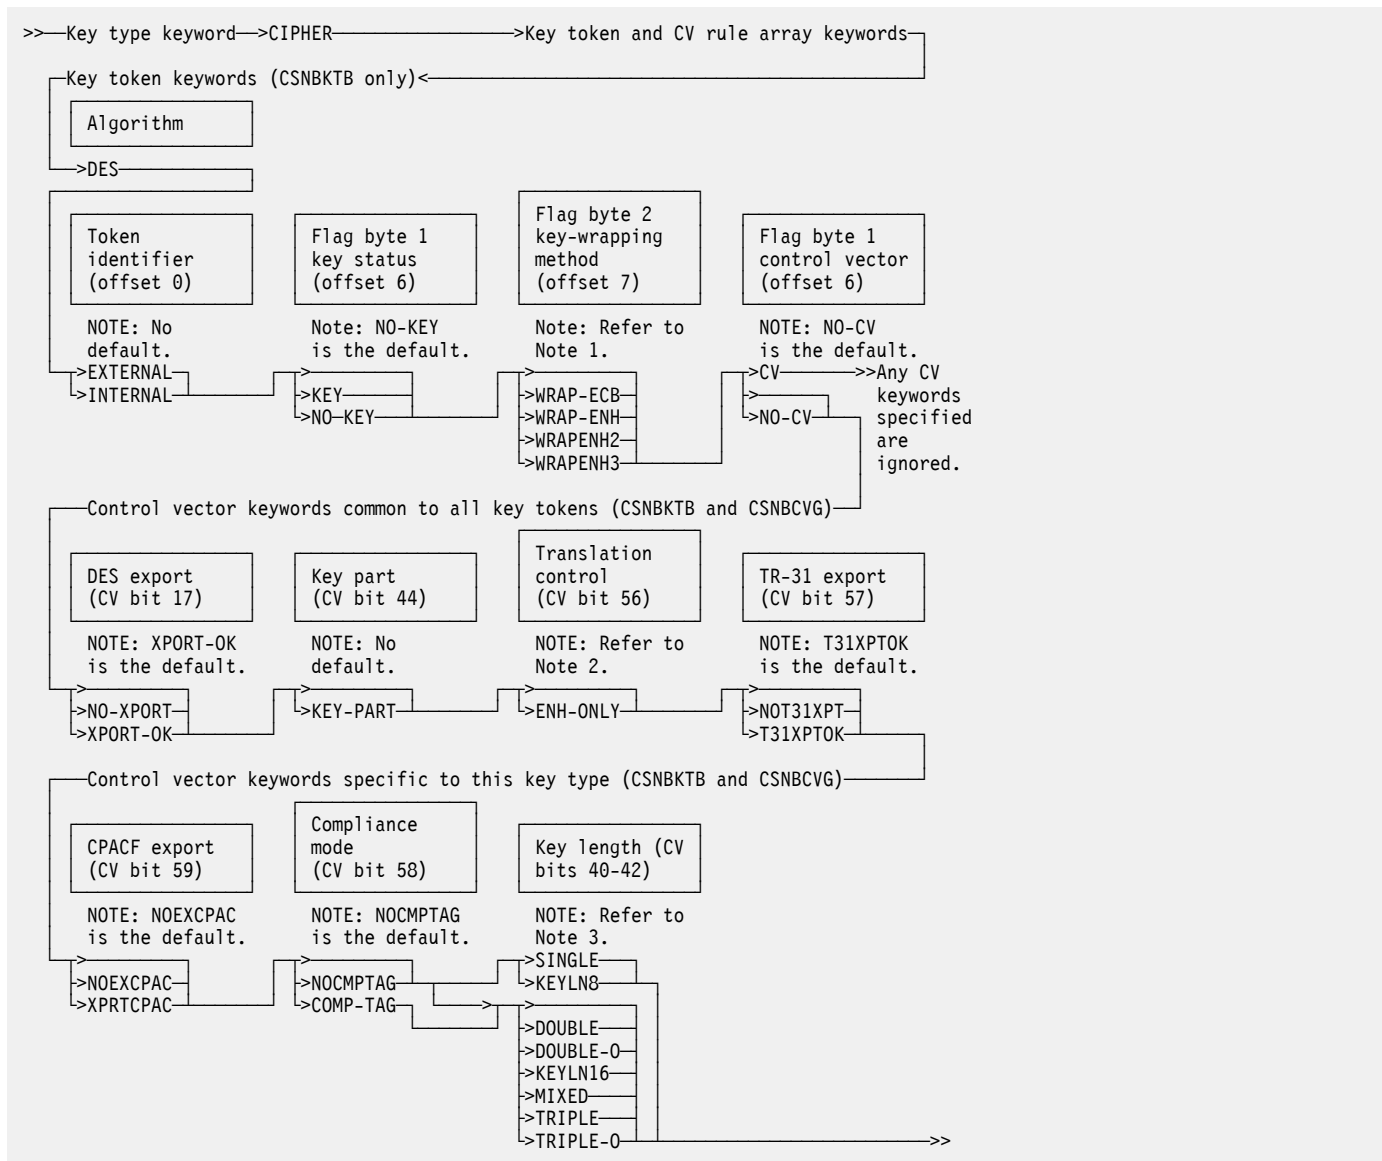 >>—Key type keyword—>CIPHER—>Key token and CV rule array keywords
Key token keywords (CSNBKTB only)<
Algorithm
>DES
Token
identifier
(offset 0)
Flag byte 1
key status
(offset 6)
Flag byte 2
key-wrapping
method
(offset 7)
Flag byte 1
control vector
(offset 6)
NOTE: No
default.
Note: NO-KEY
is the default.
Note: Refer to
Note 1.
NOTE: NO-CV
is the default.
>EXTERNAL
>INTERNAL
>
>KEY
>NO—KEY
>
>WRAP-ECB
>WRAP-ENH
>WRAPENH2
>WRAPENH3
>CV—>>Any CV
keywords
specified
are
ignored.
>
>NO-CV
Control vector keywords common to all key tokens (CSNBKTB and CSNBCVG)
DES export
(CV bit 17)
Key part
(CV bit 44)
Translation
control
(CV bit 56)
TR-31 export
(CV bit 57)
NOTE: XPORT-OK
is the default.
NOTE: No
default.
NOTE: Refer to
Note 2.
NOTE: T31XPTOK
is the default.
>
>NO-XPORT
>XPORT-OK
>
>KEY-PART
>
>ENH-ONLY
>
>NOT31XPT
>T31XPTOK
Control vector keywords specific to this key type (CSNBKTB and CSNBCVG)
CPACF export
(CV bit 59)
Compliance
mode
(CV bit 58)
Key length (CV
bits 40-42)
NOTE: NOEXCPAC
is the default.
NOTE: NOCMPTAG
is the default.
NOTE: Refer to
Note 3.
>
>NOEXCPAC
>XPRTCPAC
>
>NOCMPTAG
>COMP-TAG
>SINGLE
>KEYLN8
>
>
>DOUBLE
>DOUBLE-O
>KEYLN16
>MIXED
>TRIPLE
>TRIPLE-O—>>